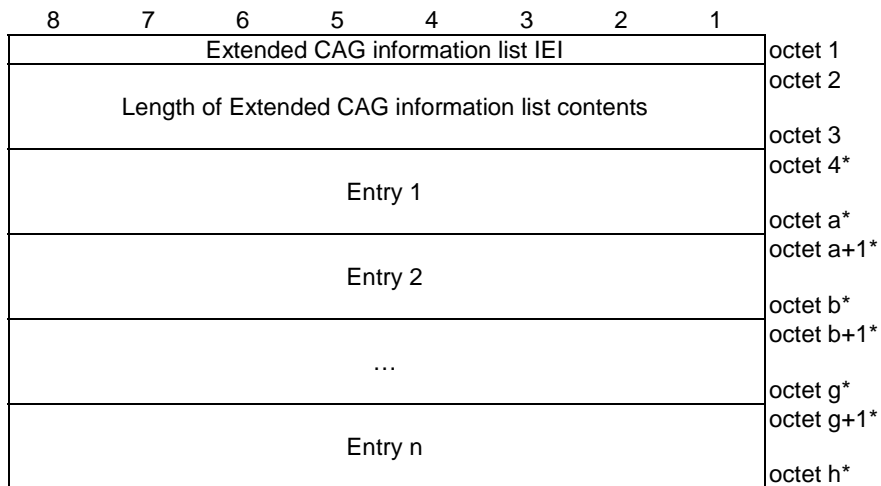 8 7 6 5 4 3 2 1
Extended CAG information list IEI octet 1
octet 2
Length of Extended CAG information list contents
octet 3
octet 4*
Entry 1
octet a*
octet a+1*
Entry 2
octet b*
octet b+1*
…
octet g*
octet g+1*
Entry n
octet h*